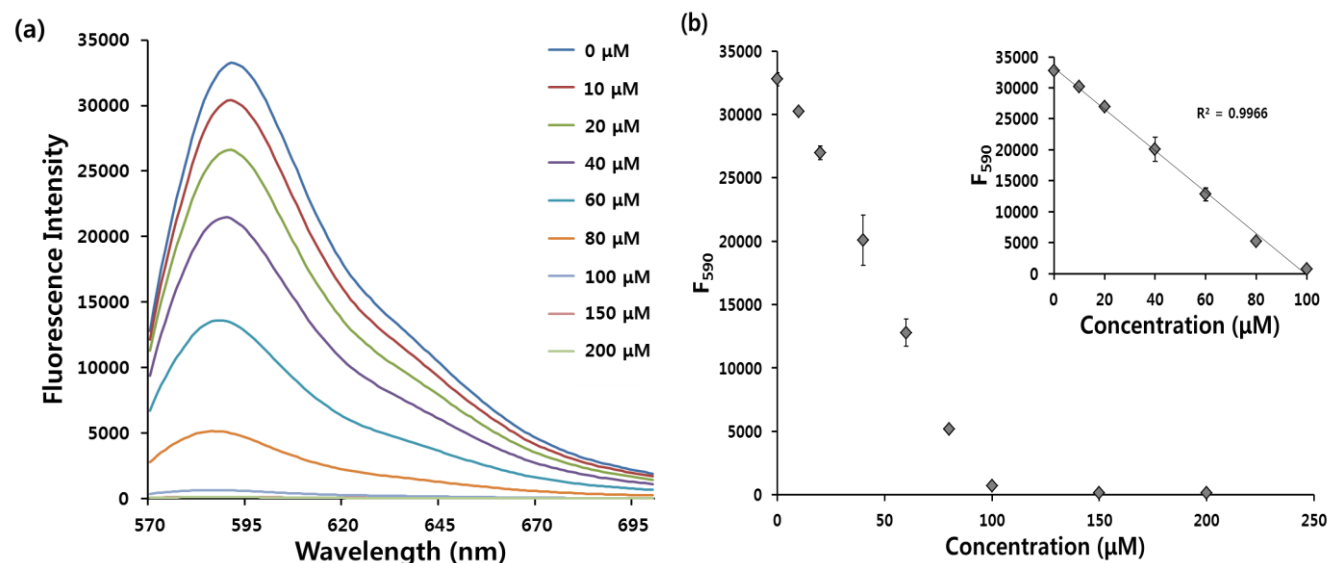 (a)
35000
30000
25000
20000
15000
10000
5000
0
Fluorescence Intensity
570 595 620 645 670 695
Wavelength (nm)
0 μM
10 μM
20 μM
40 μM
60 μM
80 μM
100 μM
150 μM
200 μM
(b)
35000
30000
25000
20000
15000
10000
5000
0
F590
0 50 100 150 200 250
Concentration (μM)
35000
30000
25000
20000
15000
10000
5000
0
F590
R² = 0.9966
0 20 40 60 80 100
Concentration (μM)